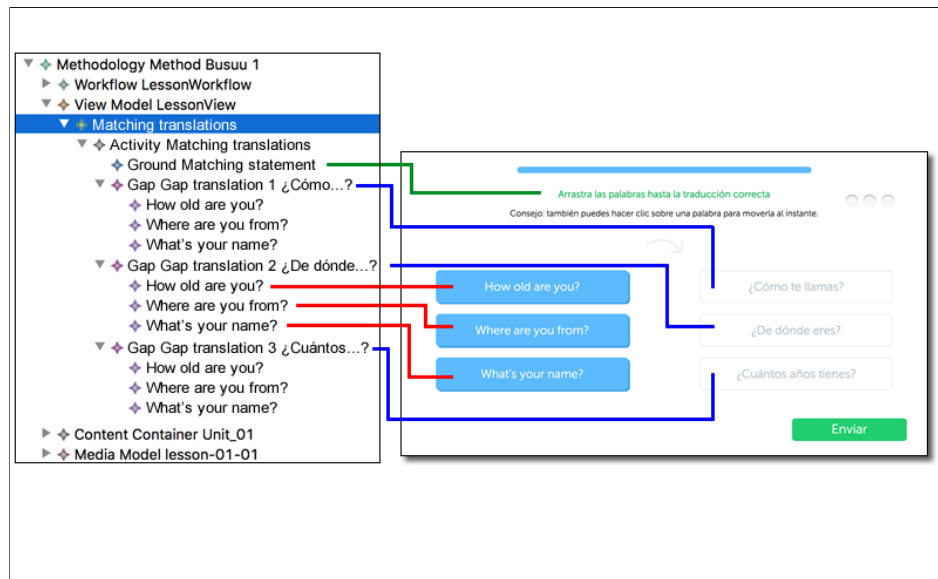 Methodology Method Busuu 1
Workflow LessonWorkflow
View Model LessonView
Matching translations
Activity Matching translations
Ground Matching statement
Gap Gap translation 1 ¿Cómo...?
How old are you?
Where are you from?
What's your name?
Gap Gap translation 2 ¿De dónde...?
How old are you?
Where are you from?
What's your name?
Gap Gap translation 3 ¿Cuántos...?
How old are you?
Where are you from?
What's your name?
Content Container Unit_01
Media Model lesson-01-01
Arrastra las palabras hasta la traducción correcta
Consejo: también puedes hacer clic sobre una palabra para moverla al instante.
How old are you?
¿Cómo te llamas?
Where are you from?
¿De dónde eres?
What's your name?
¿Cuántos años tienes?
Enviar